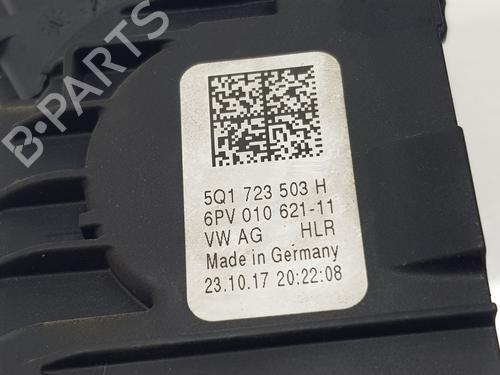 B-PARTS
5Q1 723 503 H
6PV 010 621-11
VW AG HLR
Made in Germany
23.10.17 20:22:08